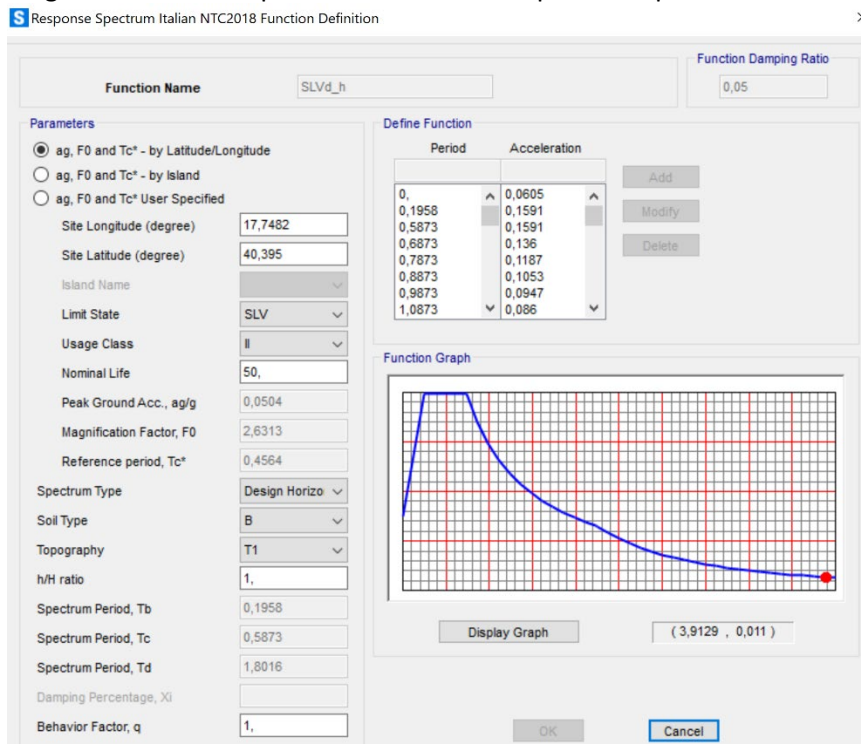 S Response Spectrum Italian NTC2018 Function Definition
Function Damping Ratio
Function Name SLVd_h 0,05
Parameters
ag, F0 and Tc* - by Latitude/Longitude
ag, F0 and Tc* - by Island
ag, F0 and Tc* User Specified
Site Longitude (degree) 17,7482
Site Latitude (degree) 40,395
Island Name
Limit State SLV
Usage Class II
Nominal Life 50,
Peak Ground Acc., ag/g 0,0504
Magnification Factor, F0 2,6313
Reference period, Tc* 0,4564
Spectrum Type Design Horizo
Soil Type B
Topography T1
h/H ratio 1,
Spectrum Period, Tb 0,1958
Spectrum Period, Tc 0,5873
Spectrum Period, Td 1,8016
Damping Percentage, Xi
Behavior Factor, q 1,
Define Function
Period Acceleration
0, 0,0605
0,1958 0,1591
0,5873 0,1591
0,6873 0,136
0,7873 0,1187
0,8873 0,1053
0,9873 0,0947
1,0873 0,086
Add
Modify
Delete
Function Graph
Display Graph (3,9129 , 0,011 )
OK Cancel